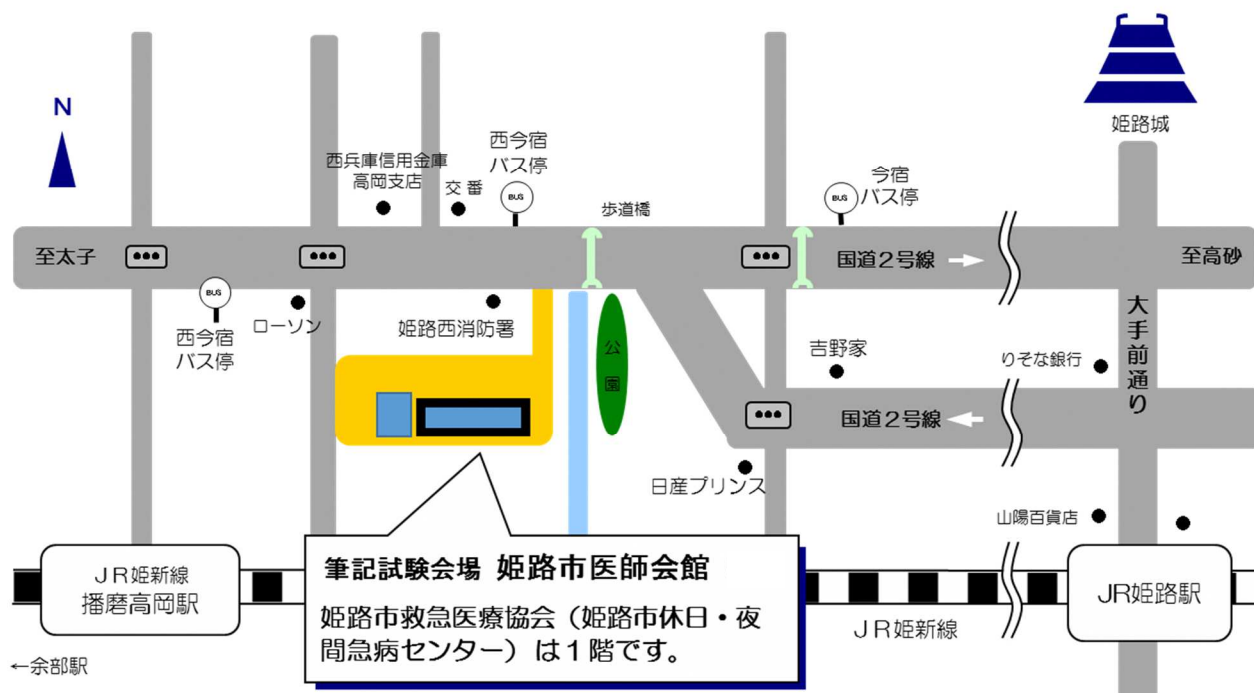 N
姫路城
西兵庫信用金庫
高岡支店
交 番
西今宿
バス停
BUS
歩道橋
今宿
バス停
BUS
至太子
国道2号線
至高砂
BUS
西今宿
バス停
ローソン
姫路西消防署
公
園
吉野家
りそな銀行
大手前通り
国道2号線
日産プリンス
山陽百貨店
JR姫新線
播磨高岡駅
筆記試験会場 姫路市医師会館
姫路市救急医療協会(姫路市休日・夜
間急病センター)は1階です。
JR姫新線
JR姫路駅
←余部駅